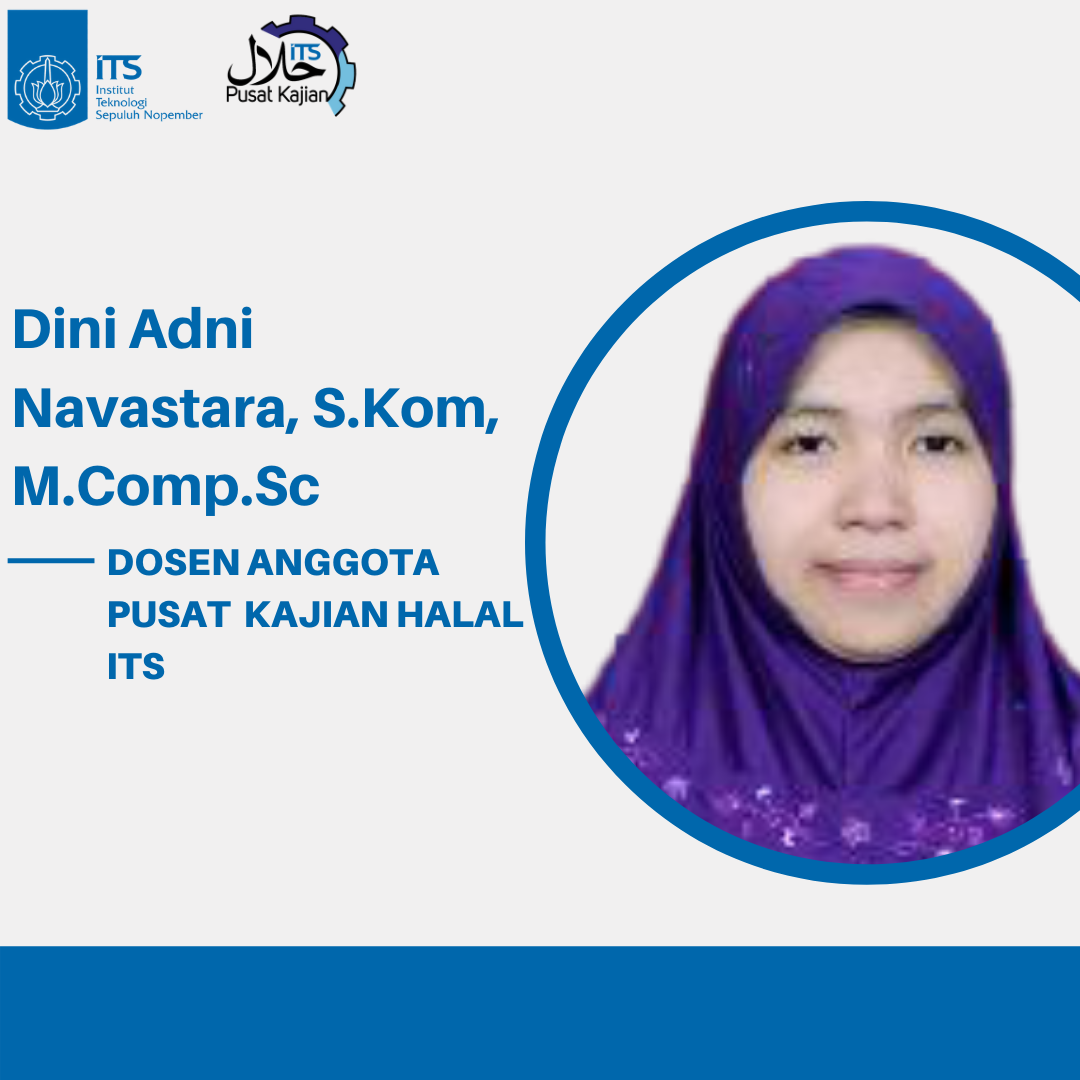 ITS
Institut
Teknologi
Sepuluh Nopember
ITS
حلال
Pusat Kajian
Dini Adni
Navastara, S.Kom,
M.Comp.Sc
DOSEN ANGGOTA
PUSAT KAJIAN HALAL
ITS